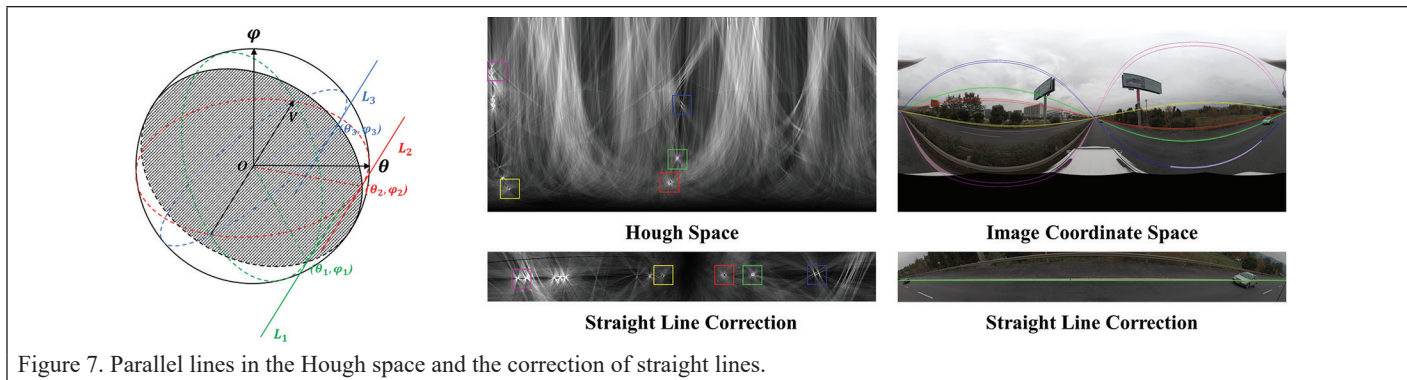 φ
L₃
V
(θ₃, φ₃)
L₂
O
θ
(θ₂, φ₂)
(θ₁, φ₁)
L₁
Hough Space
Image Coordinate Space
Straight Line Correction
Straight Line Correction
Figure 7. Parallel lines in the Hough space and the correction of straight lines.